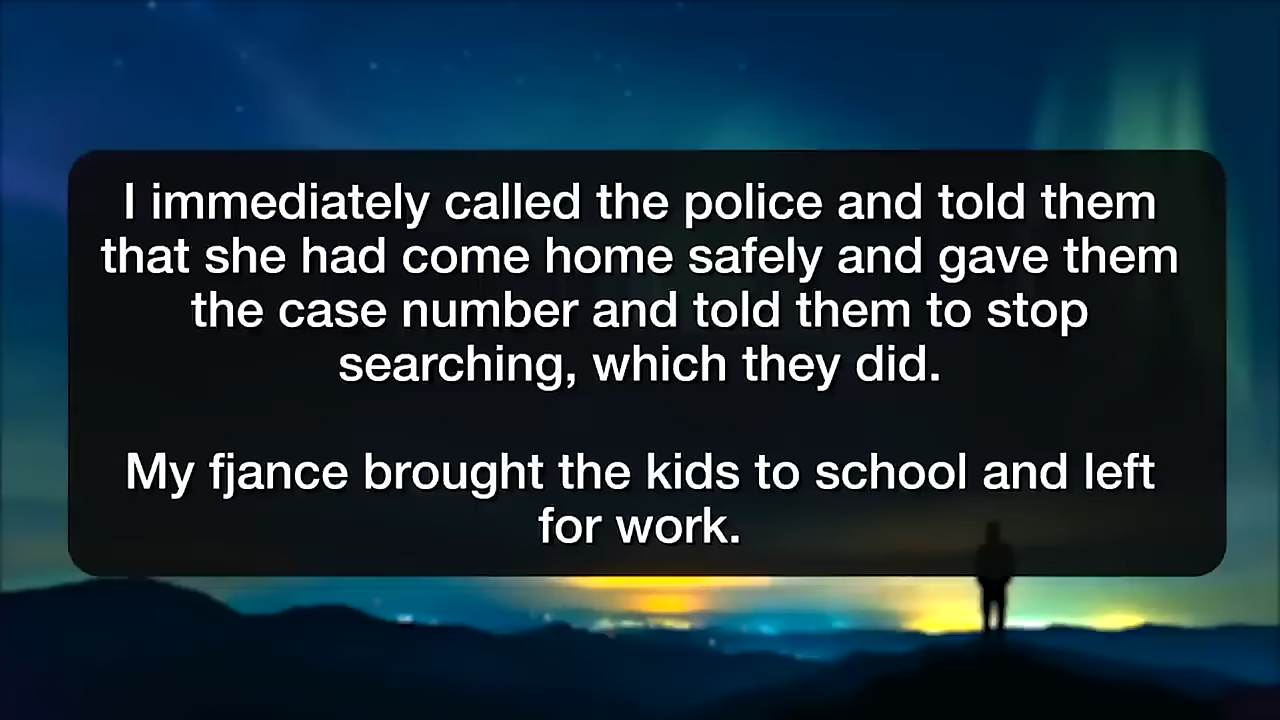 I immediately called the police and told them
that she had come home safely and gave them
the case number and told them to stop
searching, which they did.
My fjance brought the kids to school and left
for work.